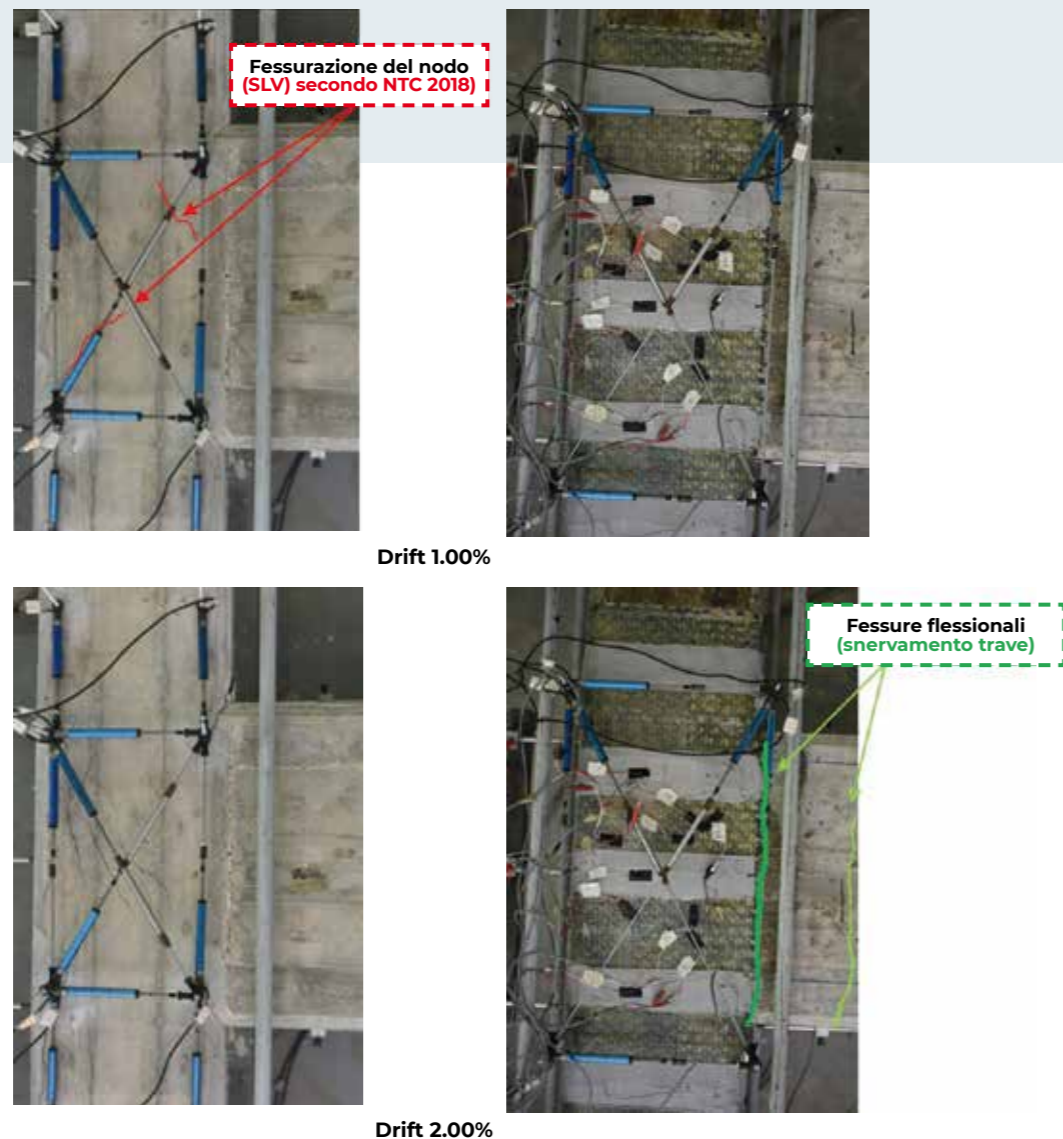 Fessurazione del nodo
(SLV) secondo NTC 2018)
Drift 1.00%
Fessure flessionali
(snervamento trave)
Drift 2.00%